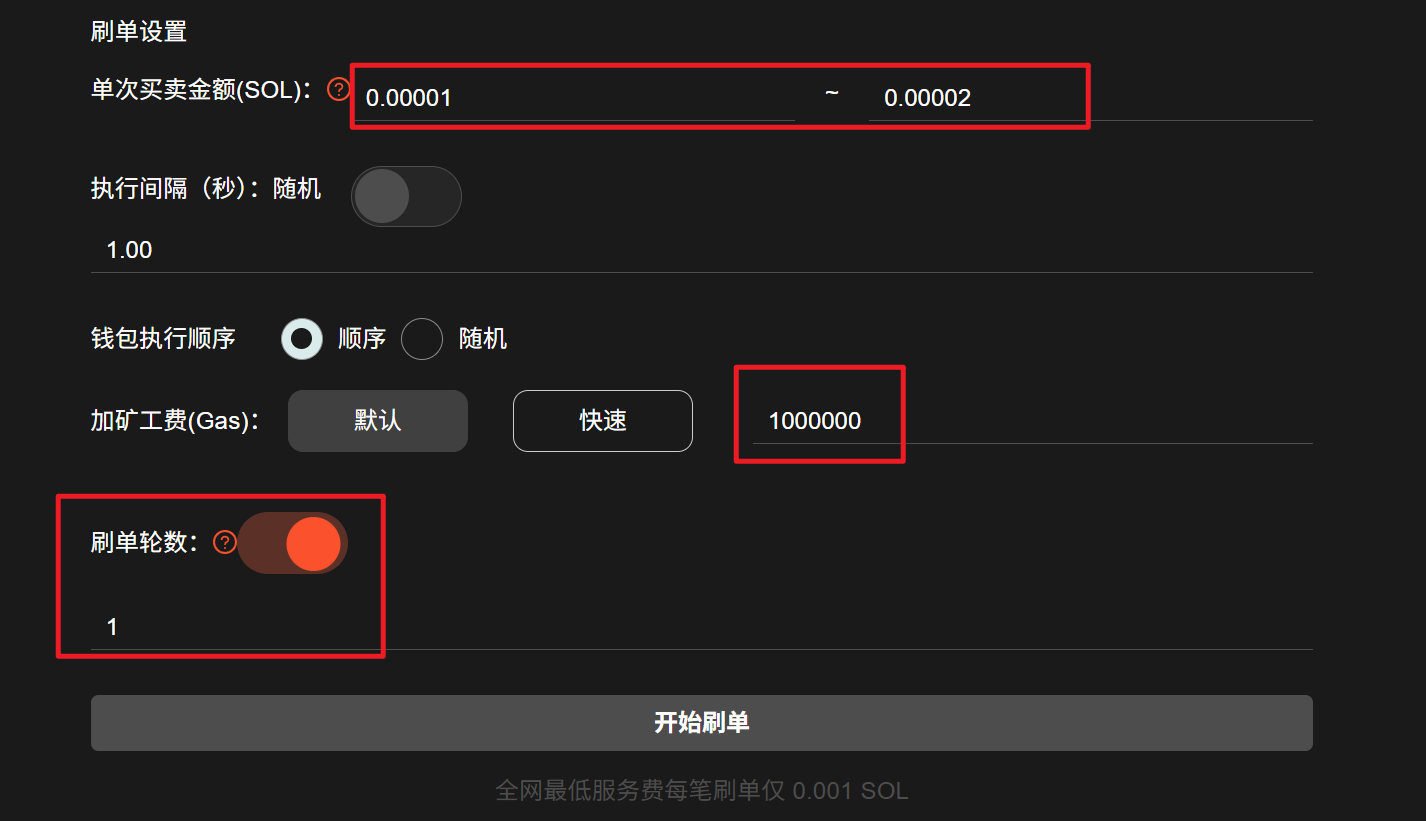 刷单设置
单次买卖金额(SOL)： ? 0.00001 ~ 0.00002
执行间隔（秒）：随机
1.00
钱包执行顺序 顺序 随机
加矿工费(Gas)： 默认 快速 1000000
刷单轮数： ?
1
开始刷单
全网最低服务费每笔刷单仅 0.001 SOL